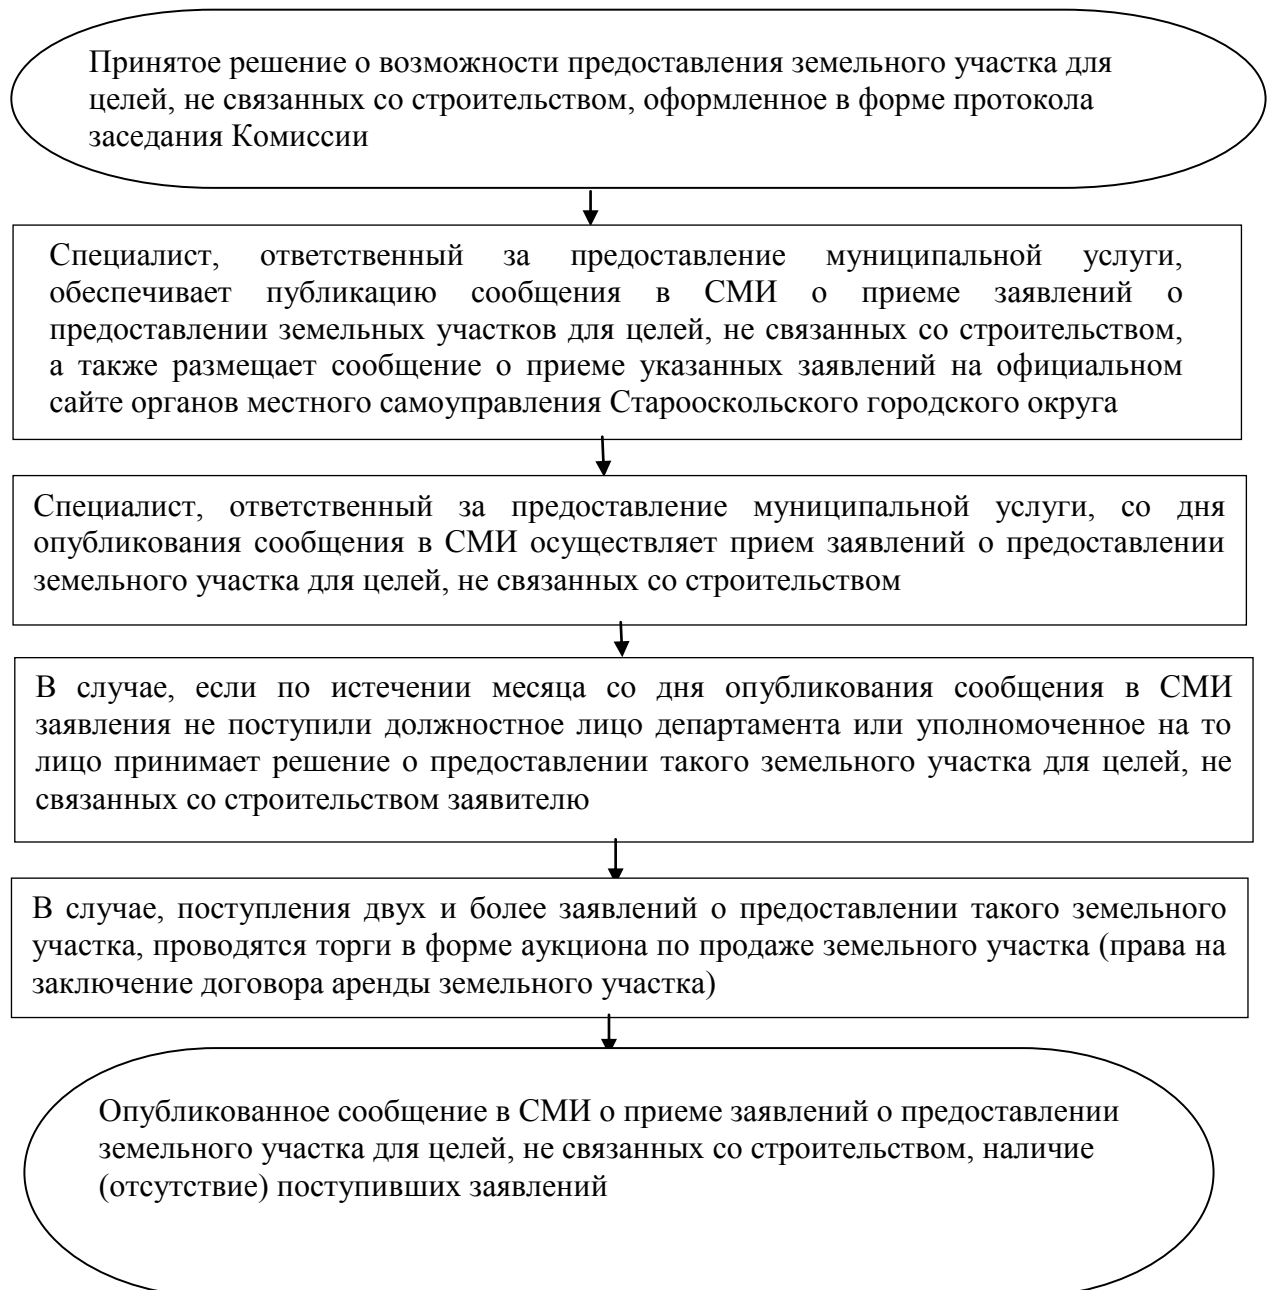 Принятое решение о возможности предоставления земельного участка для
целей, не связанных со строительством, оформленное в форме протокола
заседания Комиссии
Специалист, ответственный за предоставление муниципальной услуги,
обеспечивает публикацию сообщения в СМИ о приеме заявлений о
предоставлении земельных участков для целей, не связанных со строительством,
а также размещает сообщение о приеме указанных заявлений на официальном
сайте органов местного самоуправления Старооскольского городского округа
Специалист, ответственный за предоставление муниципальной услуги, со дня
опубликования сообщения в СМИ осуществляет прием заявлений о предоставлении
земельного участка для целей, не связанных со строительством
В случае, если по истечении месяца со дня опубликования сообщения в СМИ
заявления не поступили должностное лицо департамента или уполномоченное на то
лицо принимает решение о предоставлении такого земельного участка для целей, не
связанных со строительством заявителю
В случае, поступления двух и более заявлений о предоставлении такого земельного
участка, проводятся торги в форме аукциона по продаже земельного участка (права на
заключение договора аренды земельного участка)
Опубликованное сообщение в СМИ о приеме заявлений о предоставлении
земельного участка для целей, не связанных со строительством, наличие
(отсутствие) поступивших заявлений